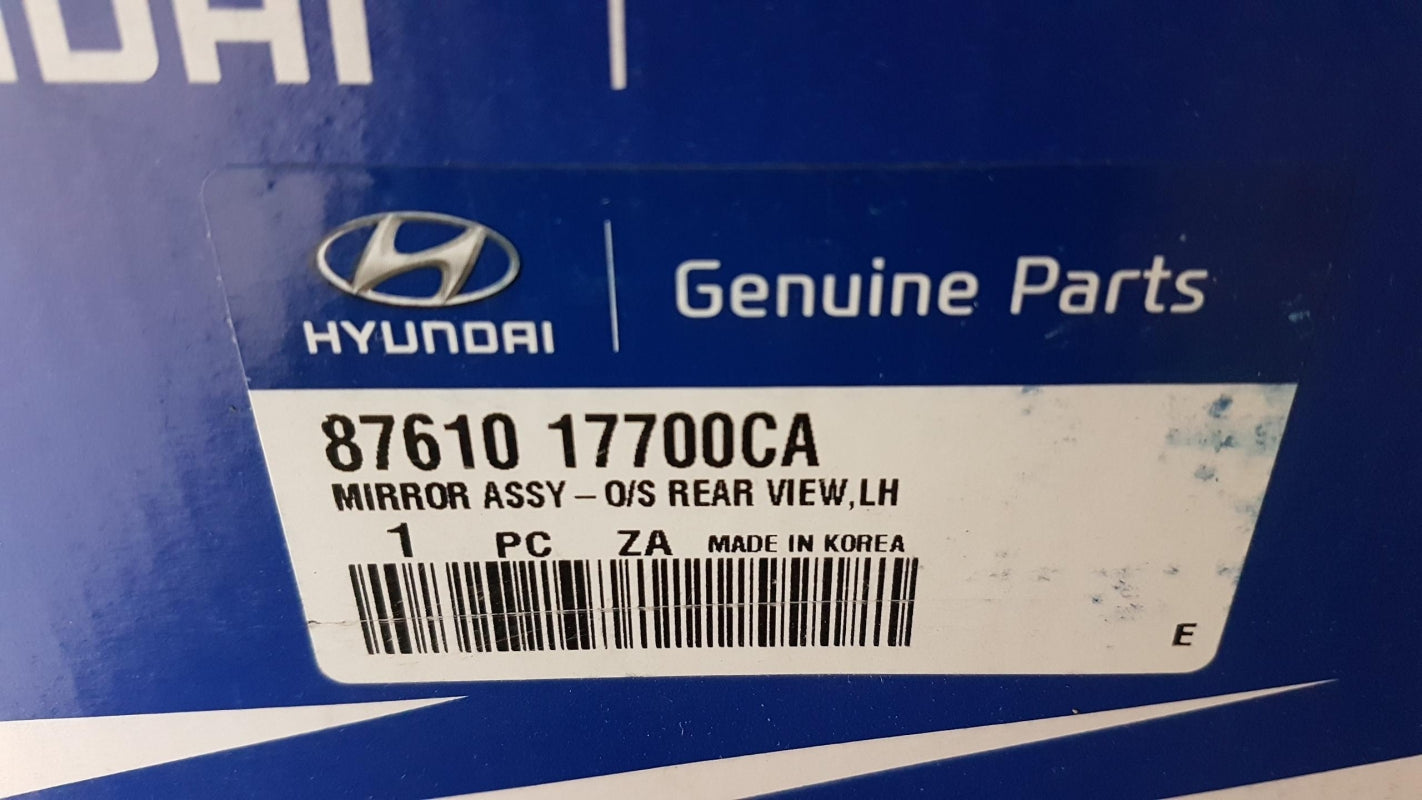 HYUNDAI
Genuine Parts
87610 17700CA
MIRROR ASSY – O/S REAR VIEW,LH
1 PC ZA MADE IN KOREA
E